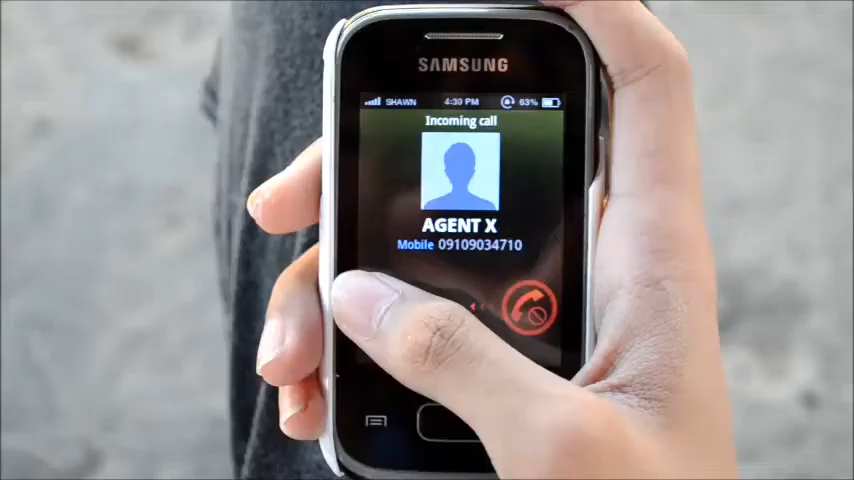 SAMSUNG
SHAWN 4:30 PM 63%
Incoming call
AGENT X
Mobile 09109034710